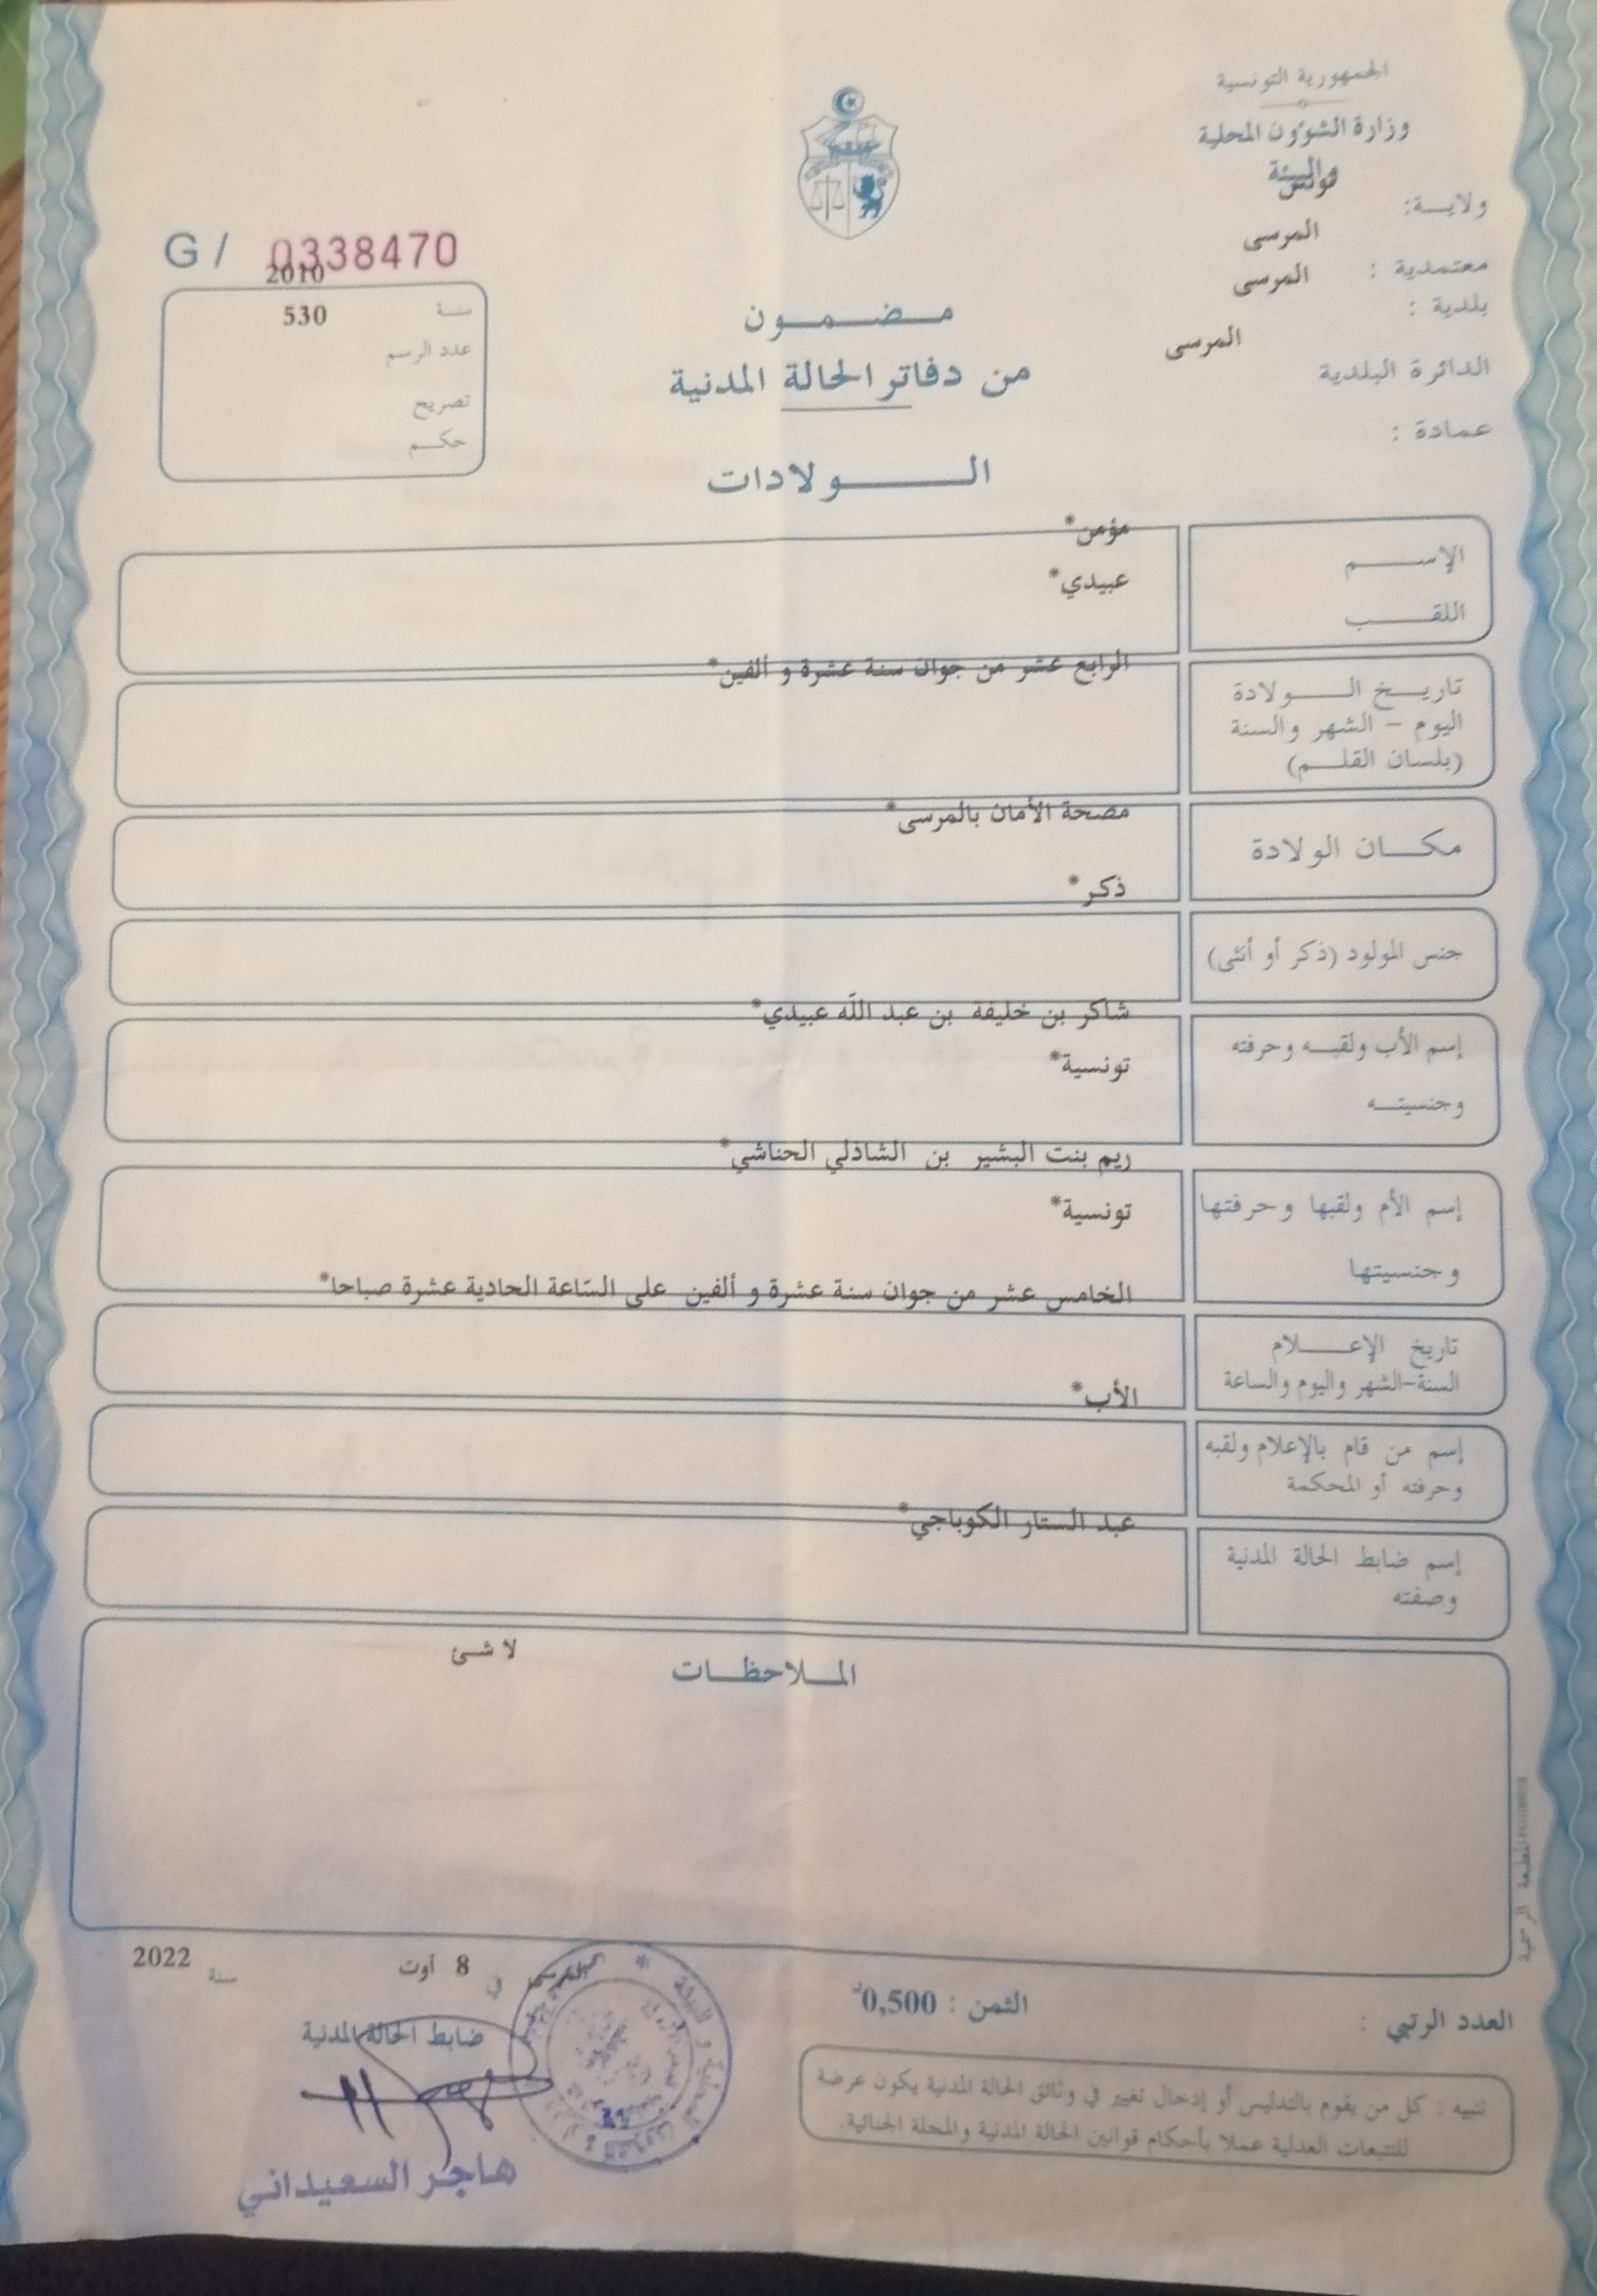 الجمهورية التونسية
وزارة الشؤون المحلية
والبيئة
ولاية: تونس
معتمدية : المرسى
بلدية : المرسى
الدائرة البلدية المرسى
عمادة :
G / 0338470
سنة 2010
عدد الرسم 530
تصريح
حكم
مضمون
من دفاتر الحالة المدنية
الولادات
الإسم مؤمن*
اللقب عبيدي*
تاريخ الولادة الرابع عشر من جوان سنة عشرة و ألفين*
اليوم - الشهر والسنة
(بلسان القلم)
مكان الولادة مصحة الأمان بالمرسى*
جنس المولود (ذكر أو أنثى) ذكر*
إسم الأب ولقبه وحرفته شاكر بن خليفة بن عبد الله عبيدي*
وجنسيته تونسية*
إسم الأم ولقبها وحرفتها ريم بنت البشير بن الشاذلي الحناشي*
وجنسيتها تونسية*
تاريخ الإعلام الخامس عشر من جوان سنة عشرة و ألفين على الساعة الحادية عشرة صباحا*
السنة-الشهر واليوم والساعة
إسم من قام بالإعلام ولقبه الأب*
وحرفته أو المحكمة
إسم ضابط الحالة المدنية عبد الستار الكوباجي*
وصفته
الملاحظات لا شئ
المطبعة الرسمية
المرسى في 8 أوت سنة 2022
ضابط الحالة المدنية
هاجر السعيداني
العدد الرتبي : الثمن : 0,500د
تنبيه : كل من يقوم بالتدليس أو إدخال تغيير في وثائق الحالة المدنية يكون عرضة
للتتبعات العدلية عملا بأحكام قوانين الحالة المدنية والمجلة الجنائية.